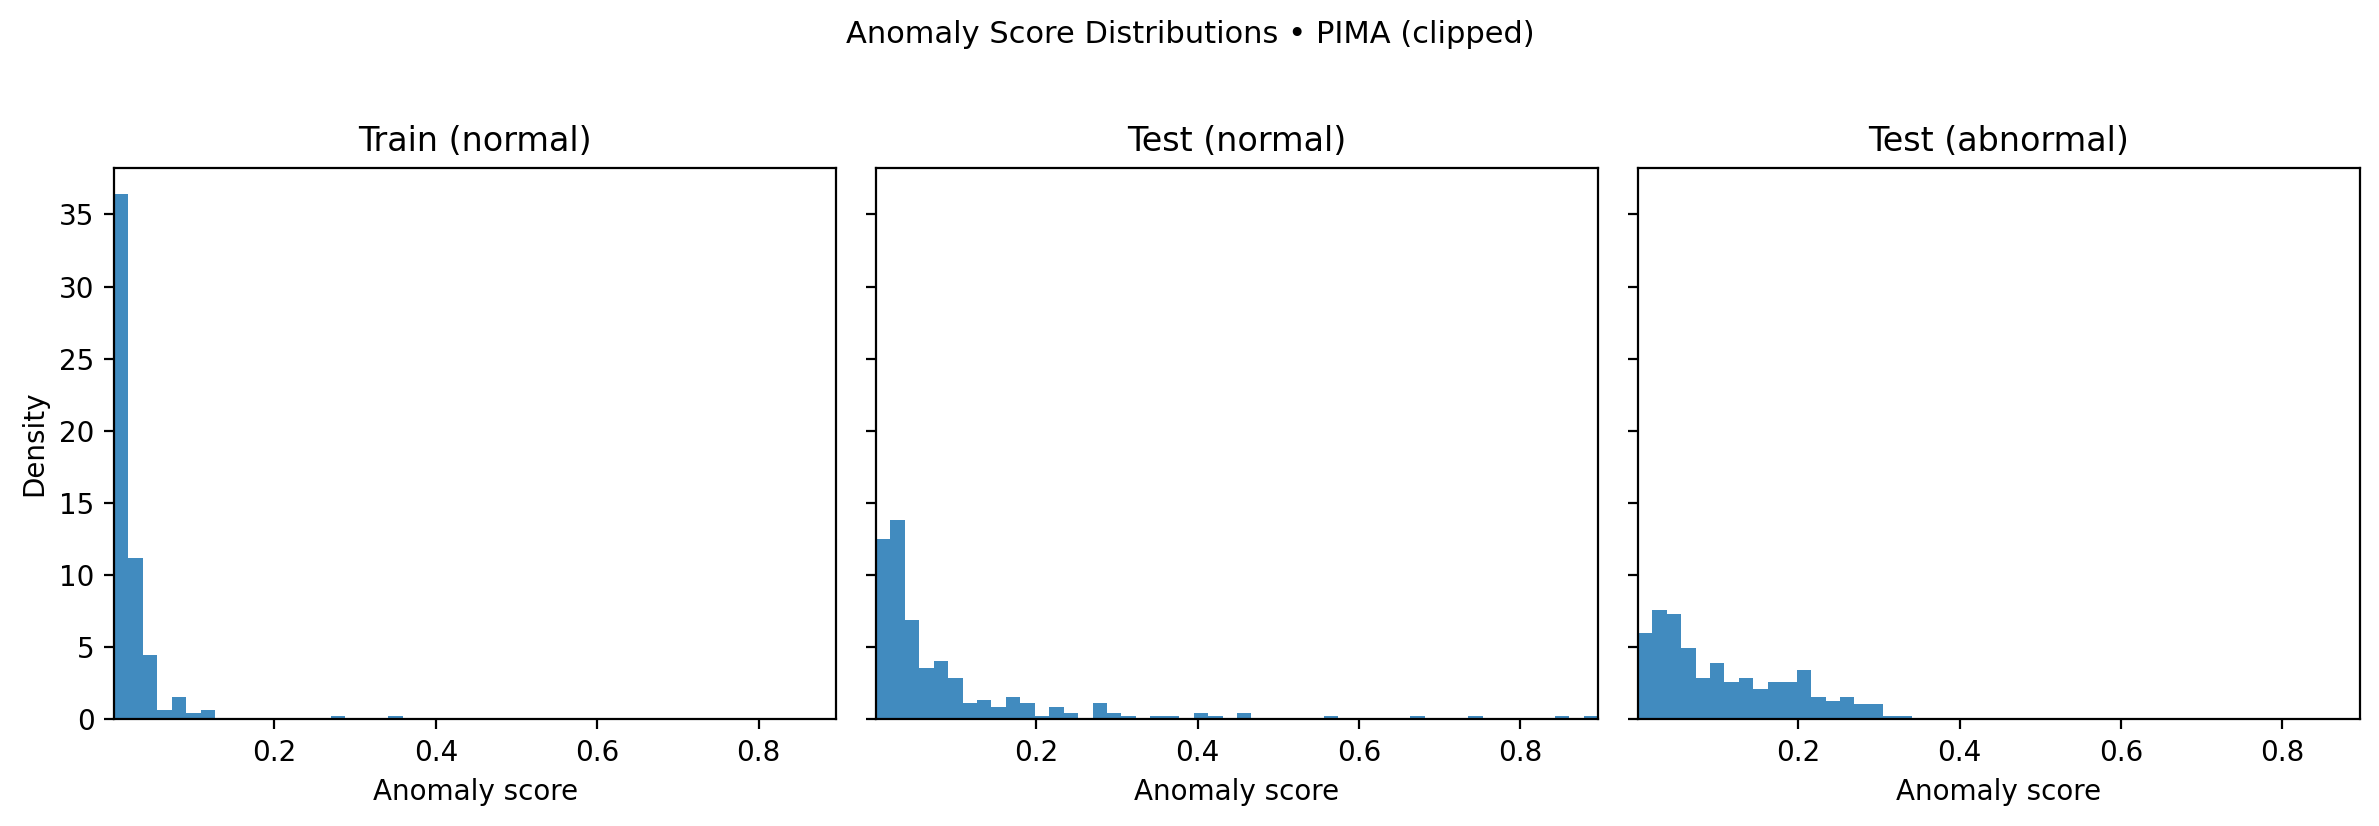 Anomaly Score Distributions • PIMA (clipped)
Train (normal)
Test (normal)
Test (abnormal)
Density
35
30
25
20
15
10
5
0
0.2 0.4 0.6 0.8
0.2 0.4 0.6 0.8
0.2 0.4 0.6 0.8
Anomaly score
Anomaly score
Anomaly score